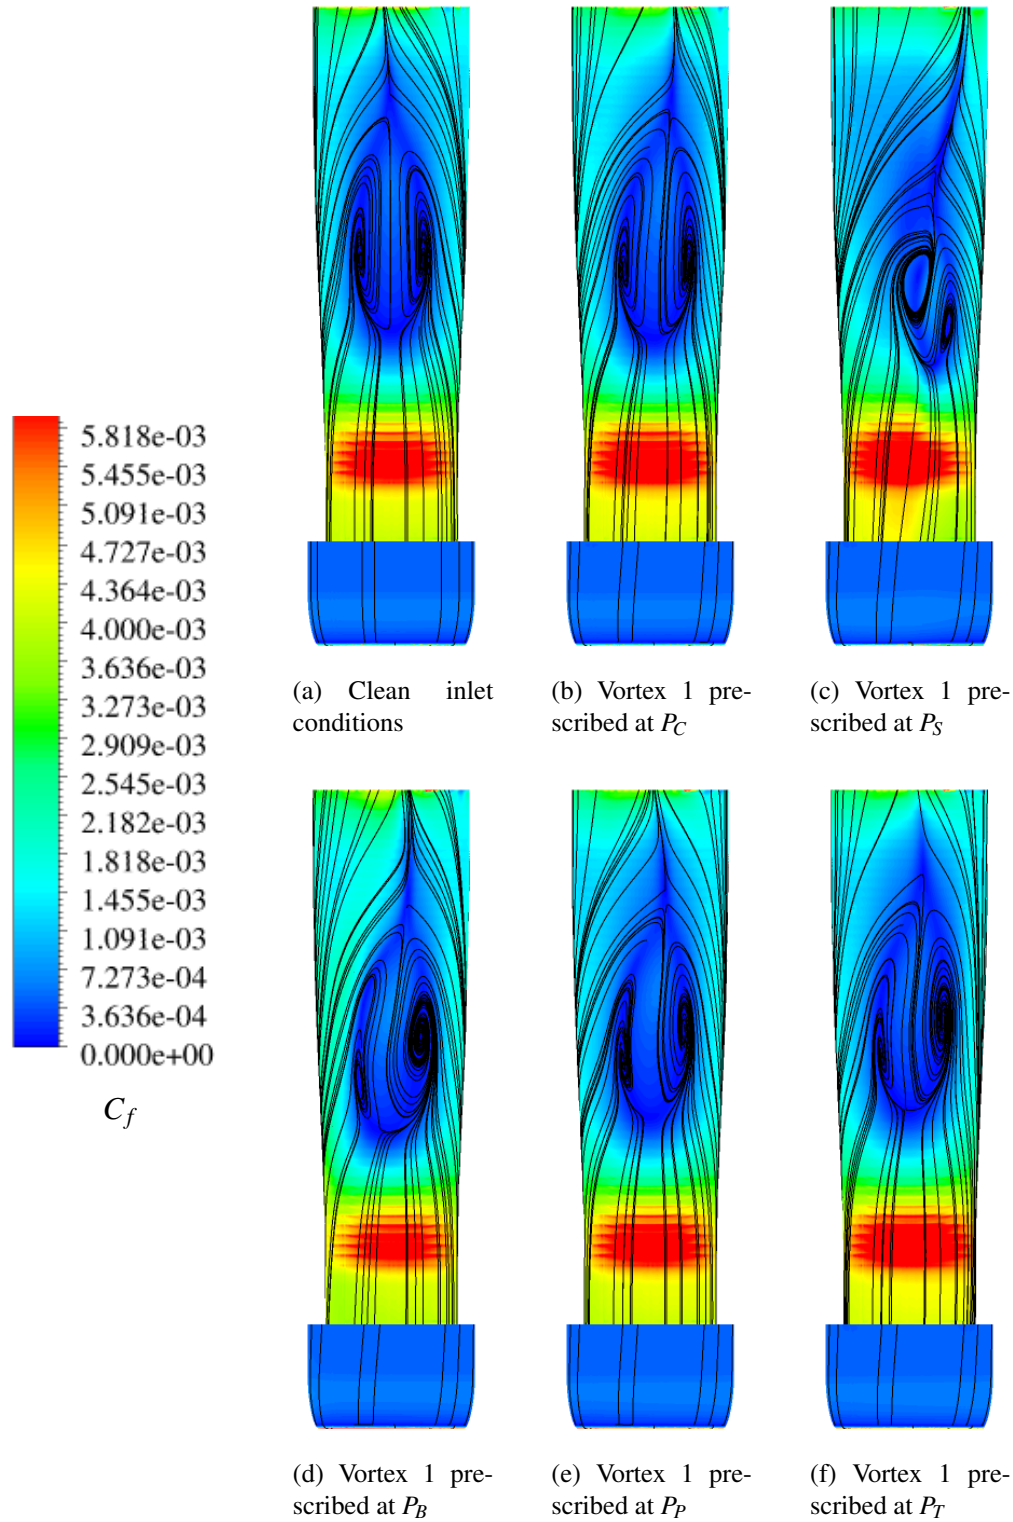 5.818e-03
5.455e-03
5.091e-03
4.727e-03
4.364e-03
4.000e-03
3.636e-03
3.273e-03
2.909e-03
2.545e-03
2.182e-03
1.818e-03
1.455e-03
1.091e-03
7.273e-04
3.636e-04
0.000e+00
C_f
(a) Clean inlet
conditions
(b) Vortex 1 pre-
scribed at P_C
(c) Vortex 1 pre-
scribed at P_S
(d) Vortex 1 pre-
scribed at P_B
(e) Vortex 1 pre-
scribed at P_P
(f) Vortex 1 pre-
scribed at P_T